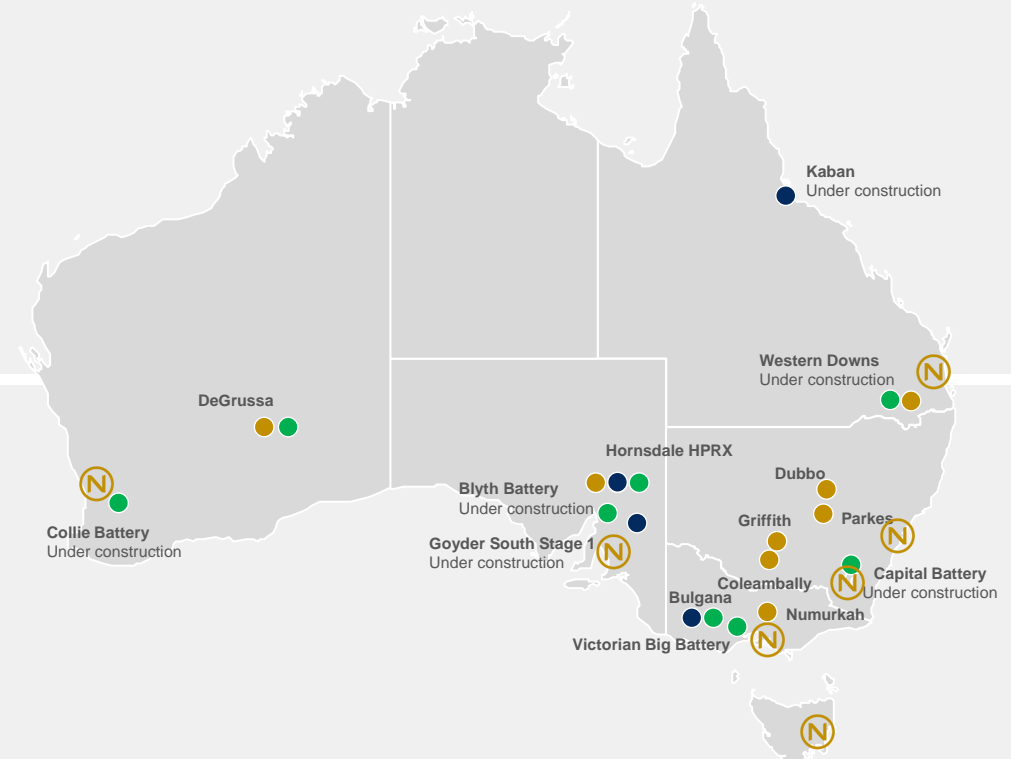 Kaban
Under construction
Western Downs
Under construction
N
DeGrussa
Hornsdale HPRX
Dubbo
N
Blyth Battery
Under construction
Parkes
Griffith
N
Collie Battery
Under construction
Goyder South Stage 1
Under construction
N
Coleambally
N
Capital Battery
Under construction
Bulgana
Numurkah
Victorian Big Battery
N
N